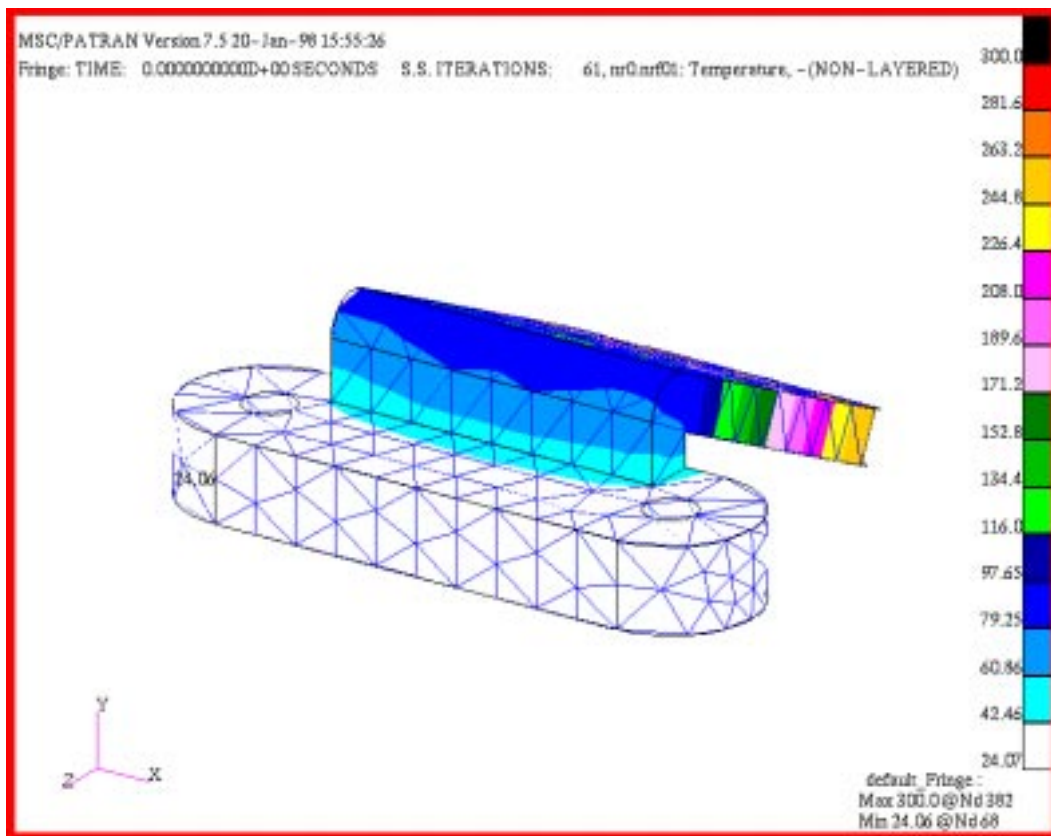 MSC/PATRAN Version 7.5 20-Jan-98 15:55:26
Fringe: TIME: 0.0000000000D+00 SECONDS S.S. ITERATIONS: 61, nr0.nrf01: Temperature, -(NON-LAYERED)
300.0
281.6
263.2
244.8
226.4
208.0
189.6
171.2
152.8
134.4
116.0
97.65
79.25
60.86
42.46
24.07
24.06
Y
Z
X
default_Fringe :
Max 300.0 @Nd 382
Min 24.06 @Nd 68